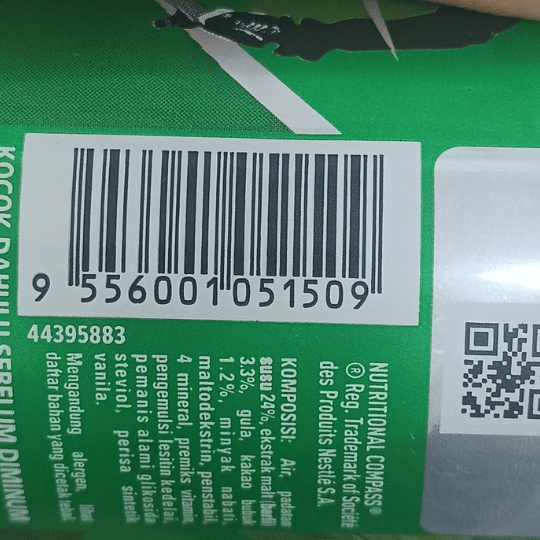 9 556001 051509
44395883
KOCOK DAHULU SEBELUM DIMINUM
NUTRITIONAL COMPASS®
® Reg. Trademark of Société
des Produits Nestlé S.A.
KOMPOSISI: Air, padatan
susu 24%, ekstrak malt (barli)
3.3%, gula, kakao bubuk
1.2%, minyak nabati,
maltodekstrin, penstabil,
4 mineral, premiks vitamin,
pengemulsi lesitin kedelai,
pemanis alami glikosida
steviol, perisa sintetik
vanila.
Mengandung alergen, lihat
daftar bahan yang dicetak tebal